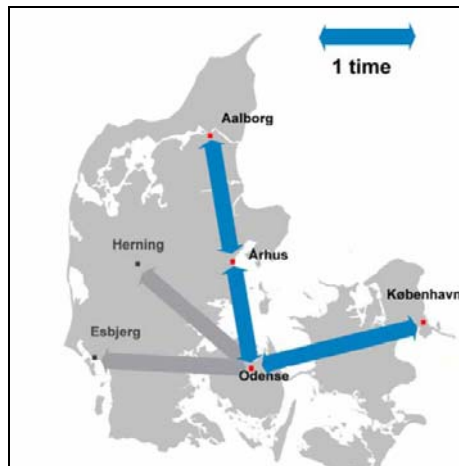 1 time
Aalborg
Herning
Århus
København
Esbjerg
Odense